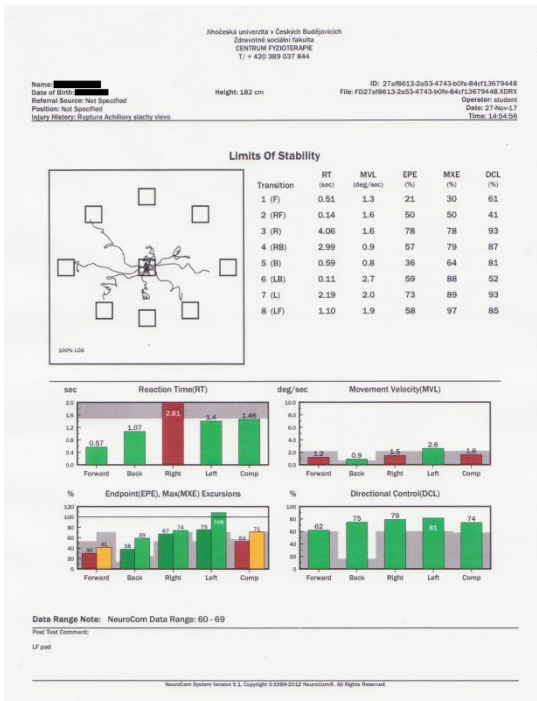 Jihočeská univerzita v Českých Budějovicích
Zdravotně sociální fakulta
CENTRUM FYZIOTERAPIE
T/ + 420 389 037 844
Name:
Date of Birth:
Referral Source: Not Specified
Position: Not Specified
Injury History: Ruptura Achillovy slachy vlevo
Height: 182 cm
ID: 27af8613-2a53-4743-b0fe-84cf13679448
File: FD27af8613-2a53-4743-b0fe-84cf13679448.XDRX
Operator: student
Date: 27-Nov-17
Time: 14:54:56
Limits Of Stability
100% LOS
RT MVL EPE MXE DCL
Transition (sec) (deg/sec) (%) (%) (%)
1 (F) 0.51 1.3 21 30 61
2 (RF) 0.14 1.6 50 50 41
3 (R) 4.06 1.6 78 78 93
4 (RB) 2.99 0.9 57 79 87
5 (B) 0.59 0.8 36 64 81
6 (LB) 0.11 2.7 59 88 52
7 (L) 2.19 2.0 73 89 93
8 (LF) 1.10 1.9 58 97 85
sec Reaction Time(RT)
2.0
1.6
1.2
0.8
0.4
0.0
0.57 1.07 2.81 1.4 1.46
Forward Back Right Left Comp
deg/sec Movement Velocity(MVL)
10.0
8.0
6.0
4.0
2.0
0.0
1.2 0.9 1.5 2.6 1.6
Forward Back Right Left Comp
% Endpoint(EPE), Max(MXE) Excursions
120
100
80
60
40
20
0
30 41 38 59 67 74 75 108 53 71
Forward Back Right Left Comp
% Directional Control(DCL)
100
80
60
40
20
0
62 75 79 81 74
Forward Back Right Left Comp
Data Range Note: NeuroCom Data Range: 60 - 69
Post Test Comment:
LF pad
NeuroCom System Version 5.1, Copyright ©1989-2012 NeuroCom®. All Rights Reserved.